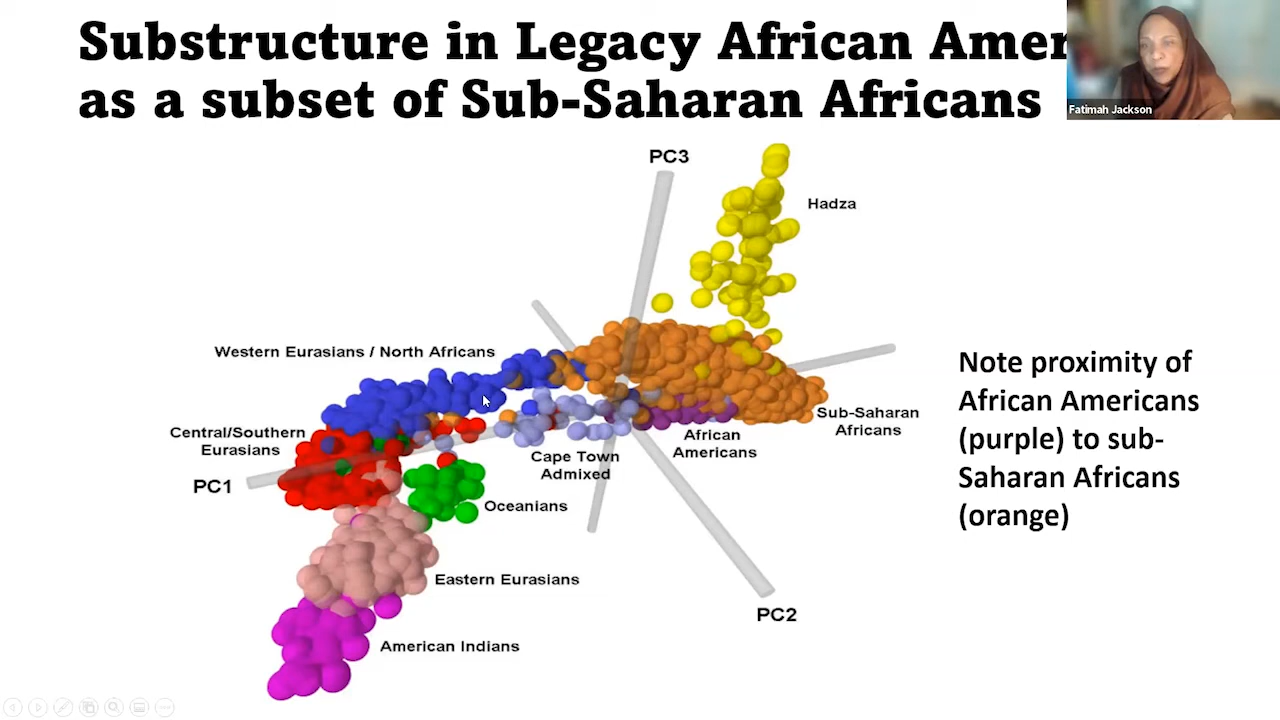 Substructure in Legacy African Amer
as a subset of Sub-Saharan Africans
Fatimah Jackson
PC3
Hadza
Western Eurasians / North Africans
Note proximity of
African Americans
(purple) to sub-
Saharan Africans
(orange)
Sub-Saharan
Africans
Central/Southern
Eurasians
African
Americans
Cape Town
Admixed
PC1
Oceanians
Eastern Eurasians
PC2
American Indians